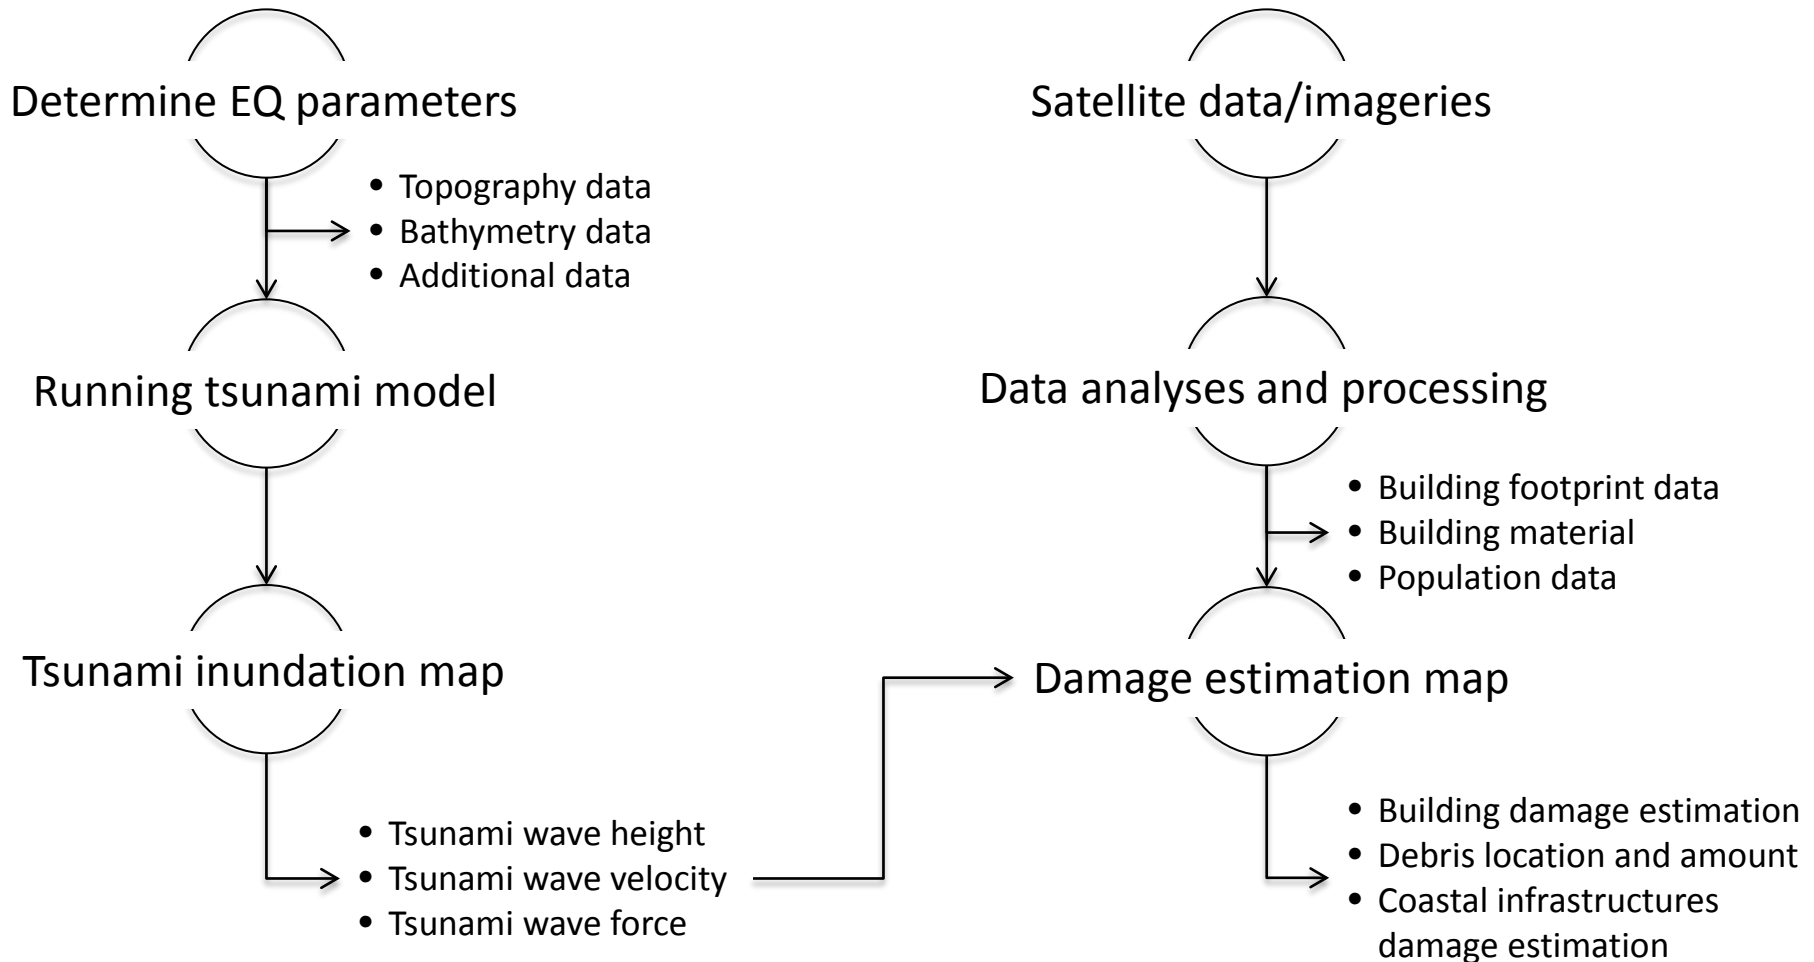 Determine EQ parameters
• Topography data
• Bathymetry data
• Additional data
Running tsunami model
Tsunami inundation map
• Tsunami wave height
• Tsunami wave velocity
• Tsunami wave force
Satellite data/imageries
Data analyses and processing
• Building footprint data
• Building material
• Population data
Damage estimation map
• Building damage estimation
• Debris location and amount
• Coastal infrastructures
damage estimation